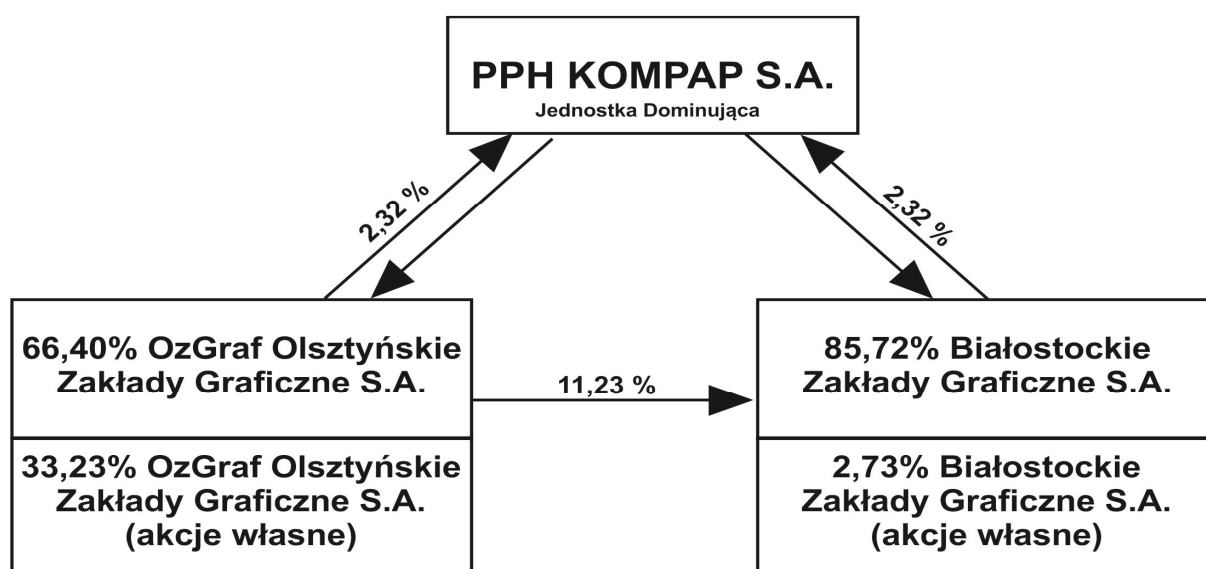 PPH KOMPAP S.A.
Jednostka Dominująca
2,32 %
2,32 %
66,40% OzGraf Olsztyńskie
Zakłady Graficzne S.A.
11,23 %
85,72% Białostockie
Zakłady Graficzne S.A.
33,23% OzGraf Olsztyńskie
Zakłady Graficzne S.A.
(akcje własne)
2,73% Białostockie
Zakłady Graficzne S.A.
(akcje własne)